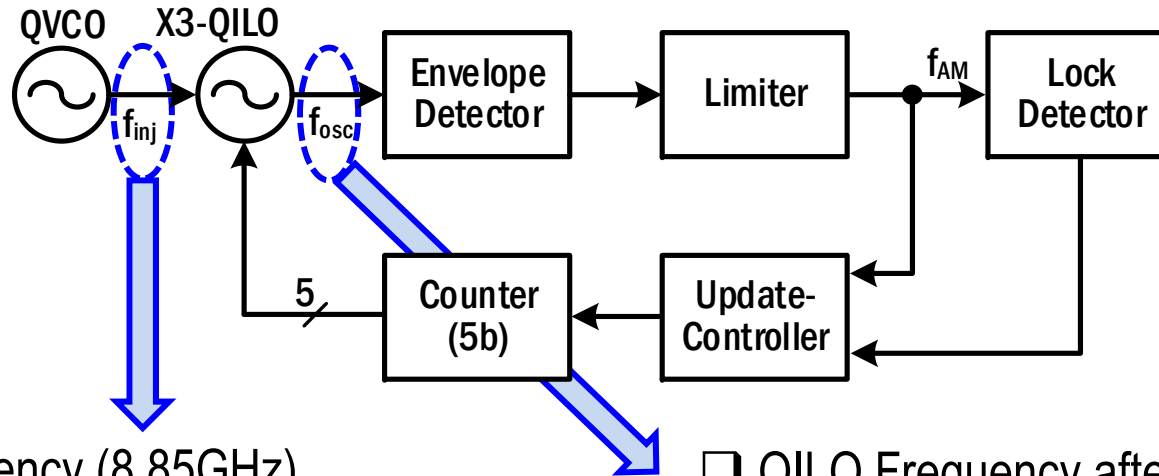 QVCO
X3-QILO
finj
fosc
Envelope
Detector
Limiter
fAM
Lock
Detector
5
Counter
(5b)
Update-
Controller
ency (8.85GHz)
❑ QILO Frequency afte